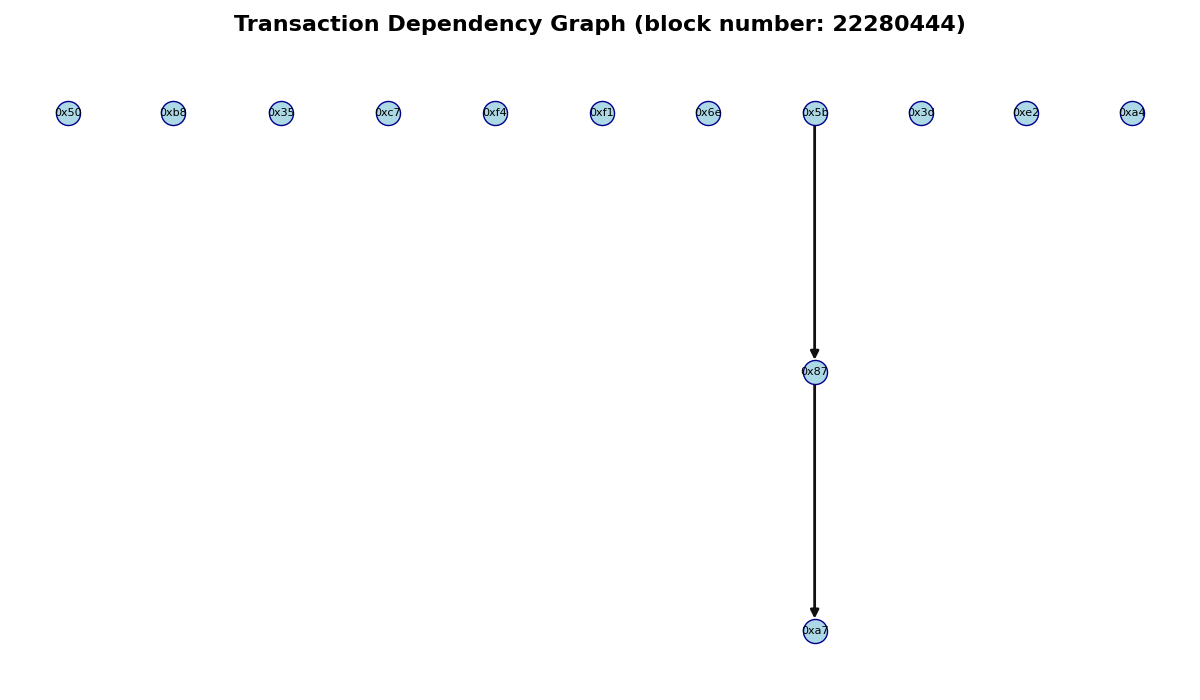 Transaction Dependency Graph (block number: 22280444)
0x50 0xb8 0x35 0xc7 0xf4 0xf1 0x6e 0x5b 0x3d 0xe2 0xa4
0x87
0xa7